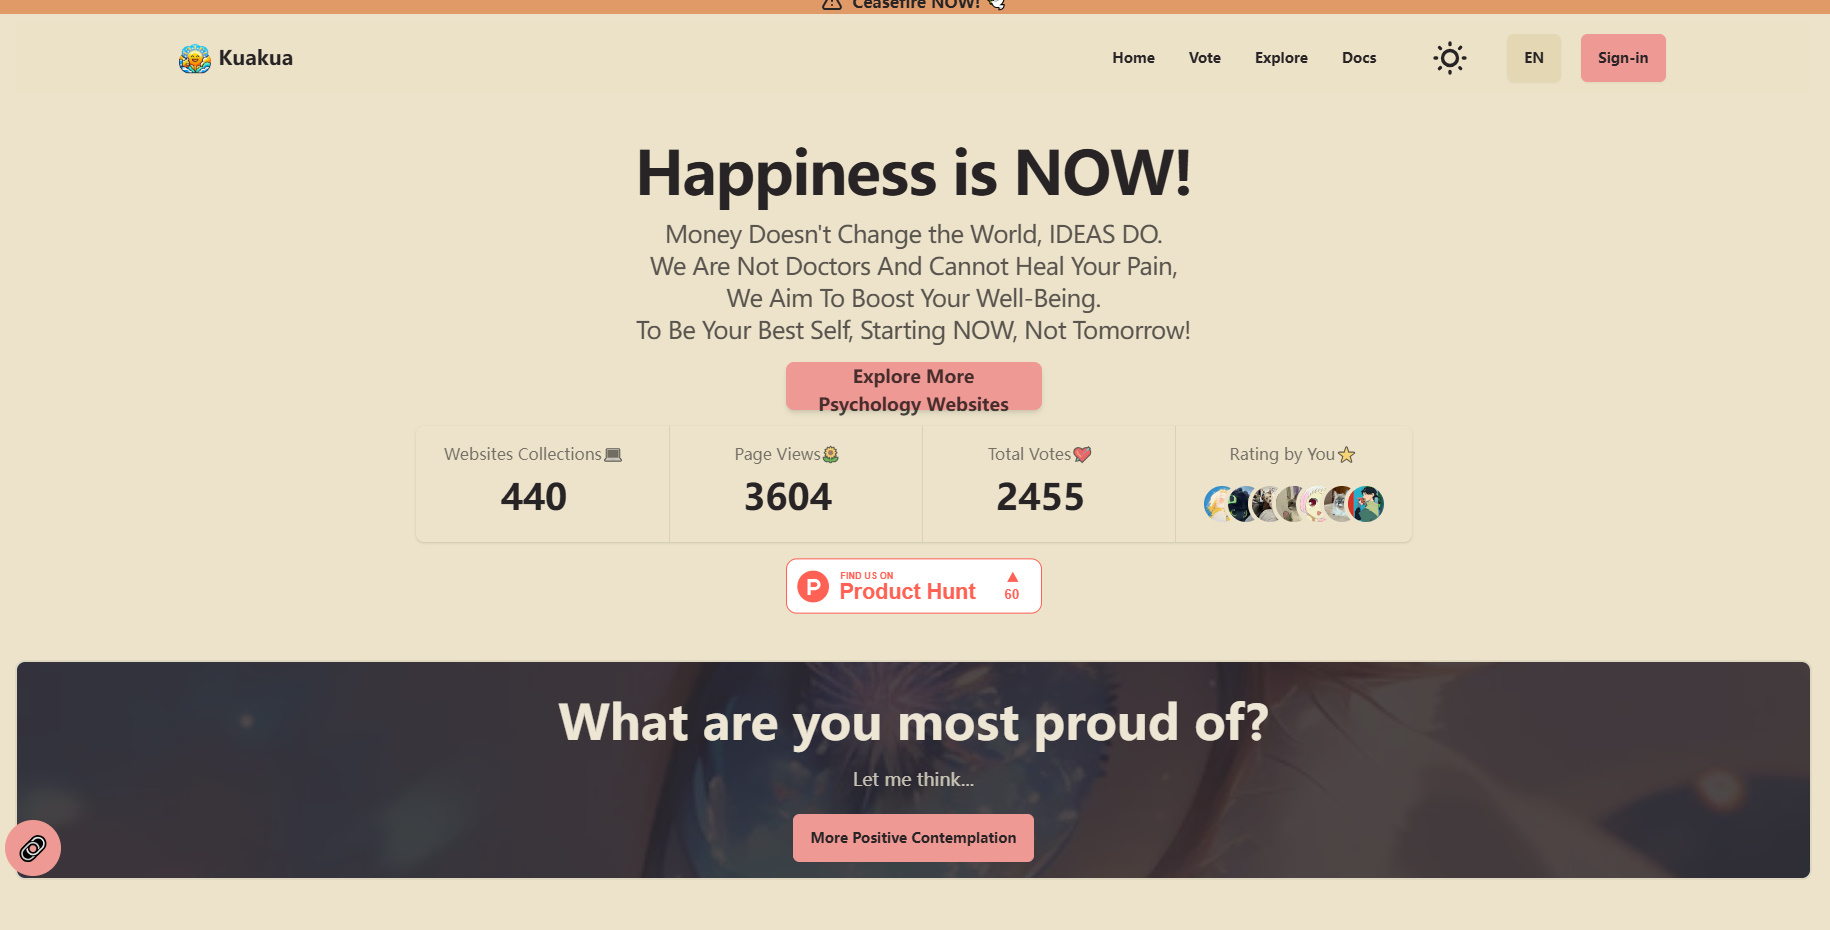 Ceasefire NOW!
Kuakua
Home
Vote
Explore
Docs
EN
Sign-in
Happiness is NOW!
Money Doesn't Change the World, IDEAS DO.
We Are Not Doctors And Cannot Heal Your Pain,
We Aim To Boost Your Well-Being.
To Be Your Best Self, Starting NOW, Not Tomorrow!
Explore More
Psychology Websites
Websites Collections
440
Page Views
3604
Total Votes
2455
Rating by You
P
FIND US ON
Product Hunt
60
What are you most proud of?
Let me think...
More Positive Contemplation